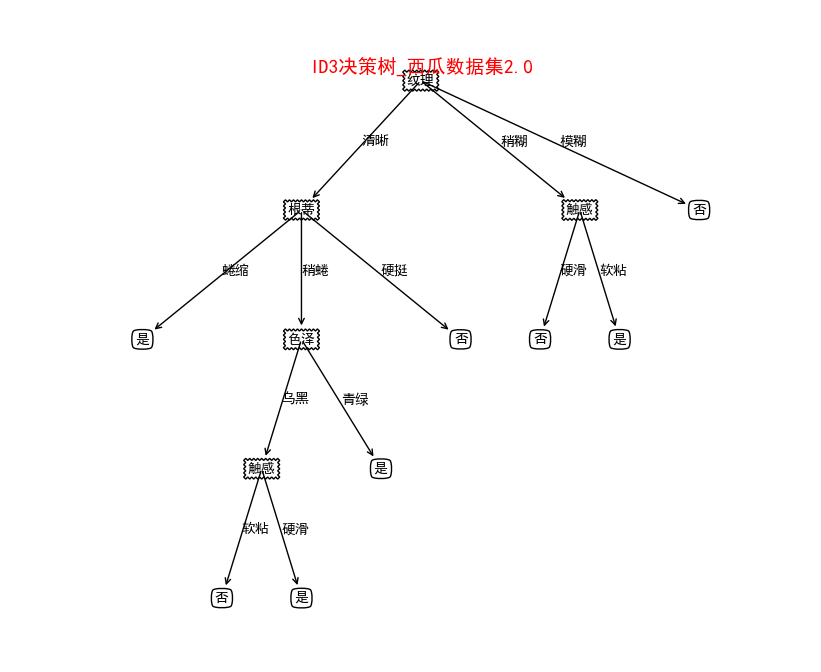 ID3决策树_西瓜数据集2.0
纹理
清晰
稍糊
模糊
根蒂
触感
否
蜷缩
稍蜷
硬挺
硬滑
软粘
是
色泽
否
否
是
乌黑
青绿
触感
是
软粘
硬滑
否
是